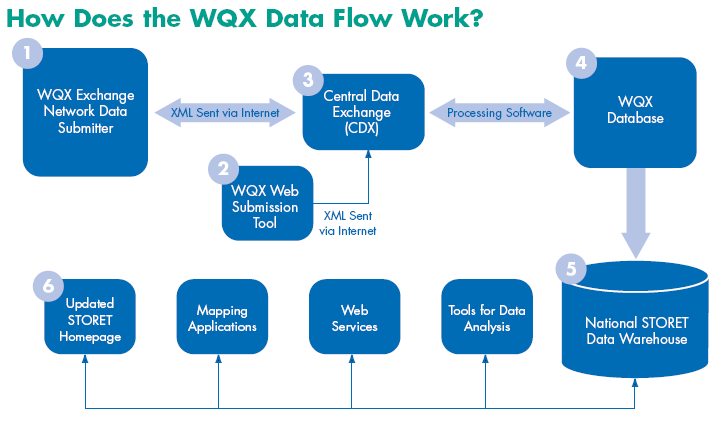 How Does the WQX Data Flow Work?
1
WQX Exchange
Network Data
Submitter
XML Sent via Internet
3
Central Data
Exchange
(CDX)
Processing Software
4
WQX
Database
2
WQX Web
Submission
Tool
XML Sent
via Internet
5
National STORET
Data Warehouse
6
Updated
STORET
Homepage
Mapping
Applications
Web
Services
Tools for Data
Analysis